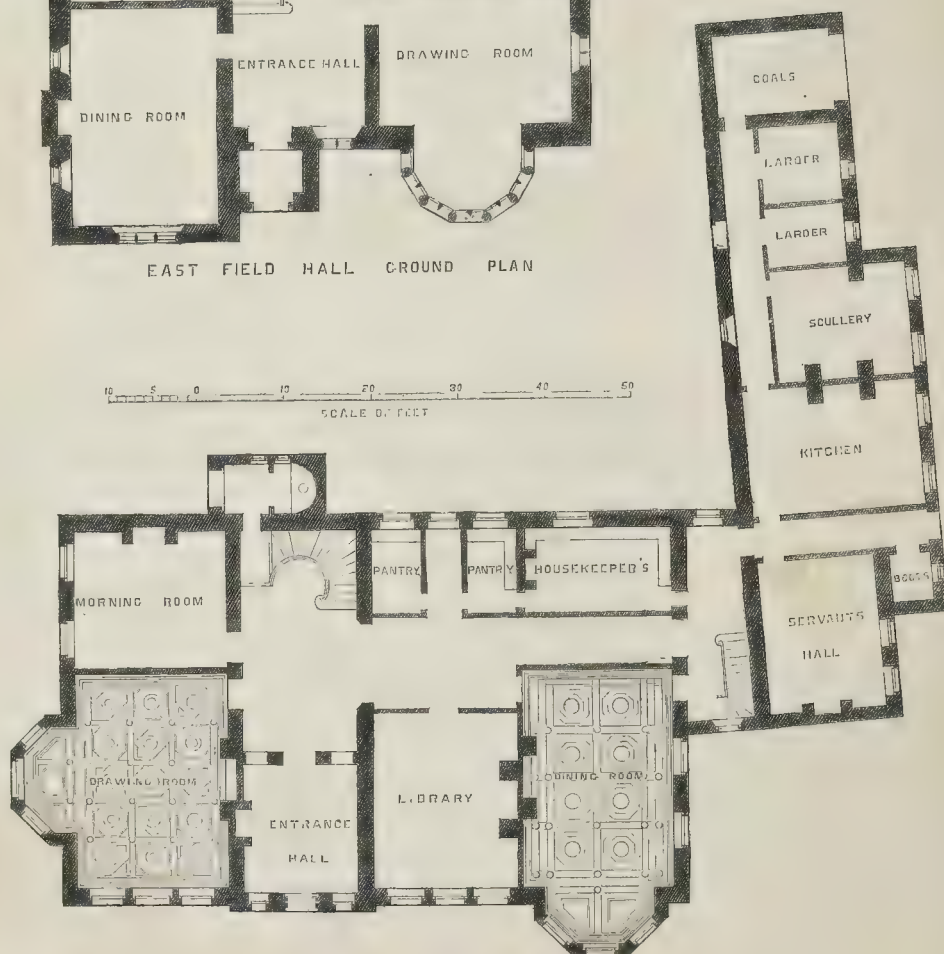 ENTRANCE HALL
DRAWING ROOM
DINING ROOM
EAST FIELD HALL GROUND PLAN
COALS
LARDER
LARDER
SCULLERY
KITCHEN
10 5 0 10 20 30 40 50
SCALE OF FEET
MORNING ROOM
PANTRY
PANTRY
HOUSEKEEPER'S
SERVANTS
HALL
BOOTS
DRAWING ROOM
ENTRANCE
HALL
LIBRARY
DINING ROOM